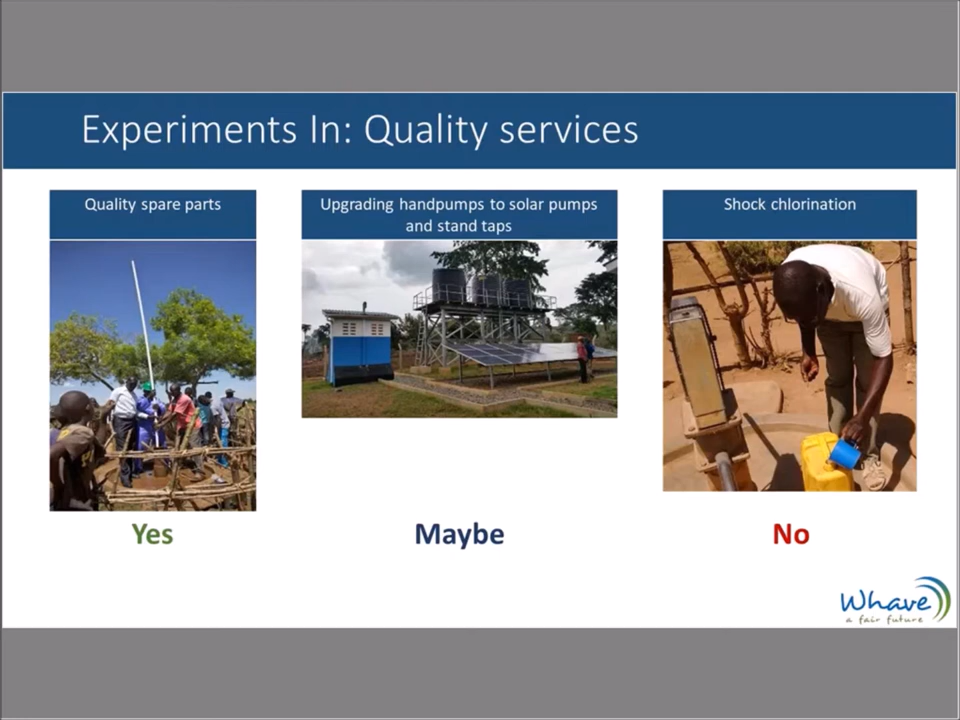 Experiments In: Quality services
Quality spare parts
Upgrading handpumps to solar pumps
and stand taps
Shock chlorination
Yes
Maybe
No
Whave
a fair future